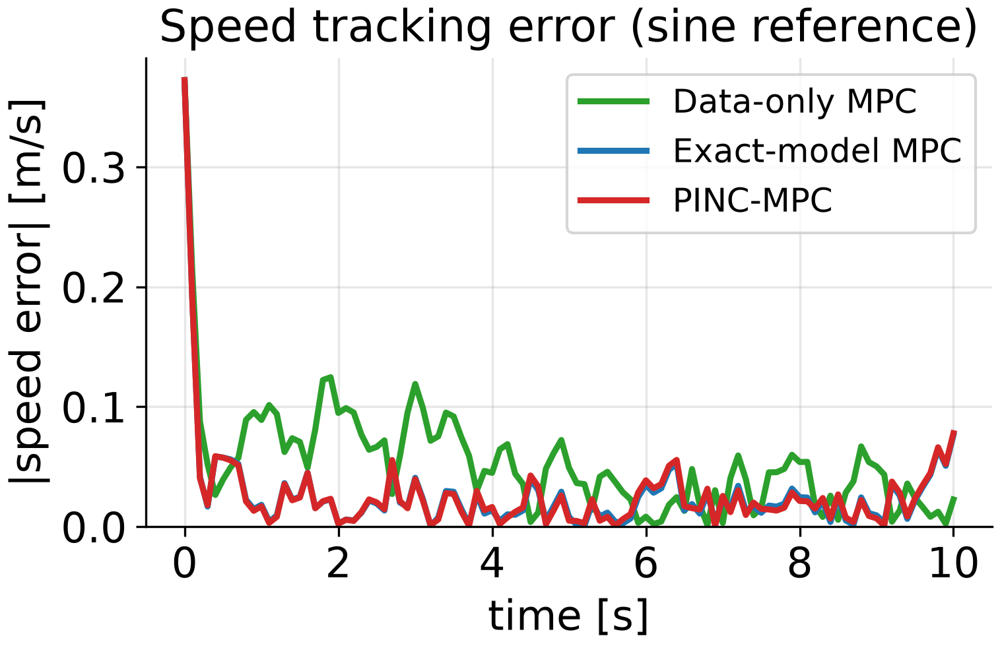 Speed tracking error (sine reference)
|speed error| [m/s]
0.3
0.2
0.1
0.0
Data-only MPC
Exact-model MPC
PINC-MPC
0 2 4 6 8 10
time [s]